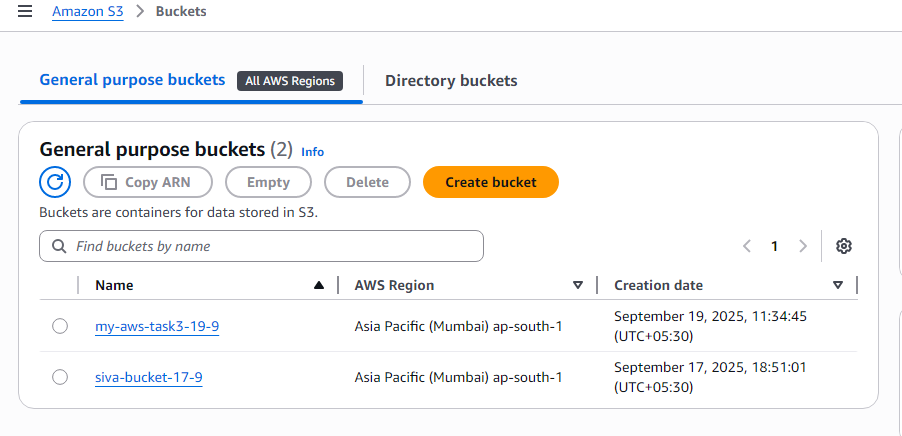 Amazon S3 > Buckets
General purpose buckets All AWS Regions Directory buckets
General purpose buckets (2) Info
Copy ARN Empty Delete Create bucket
Buckets are containers for data stored in S3.
Find buckets by name < 1 >
Name AWS Region Creation date
my-aws-task3-19-9 Asia Pacific (Mumbai) ap-south-1 September 19, 2025, 11:34:45
(UTC+05:30)
siva-bucket-17-9 Asia Pacific (Mumbai) ap-south-1 September 17, 2025, 18:51:01
(UTC+05:30)